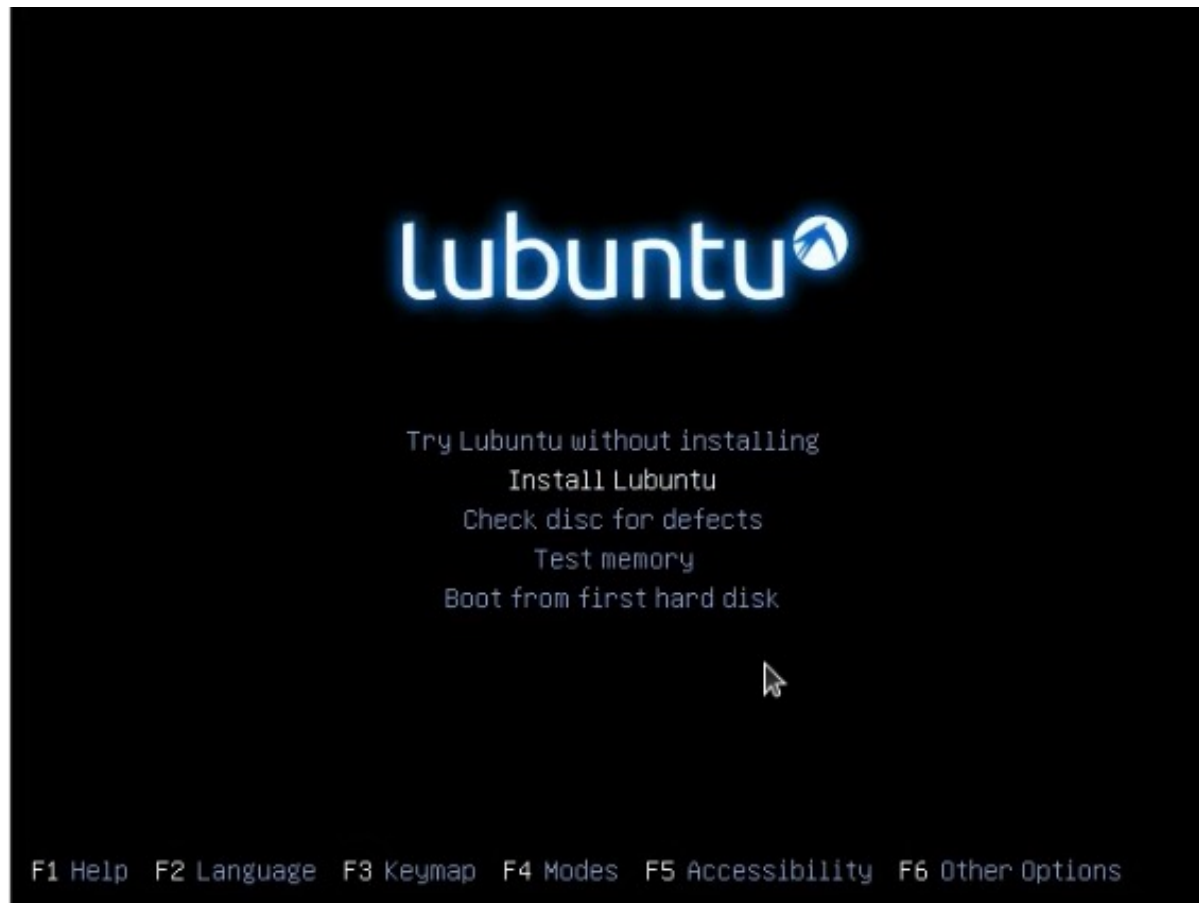 lubuntu
Try Lubuntu without installing
Install Lubuntu
Check disc for defects
Test memory
Boot from first hard disk
F1 Help F2 Language F3 Keymap F4 Modes F5 Accessibility F6 Other Options